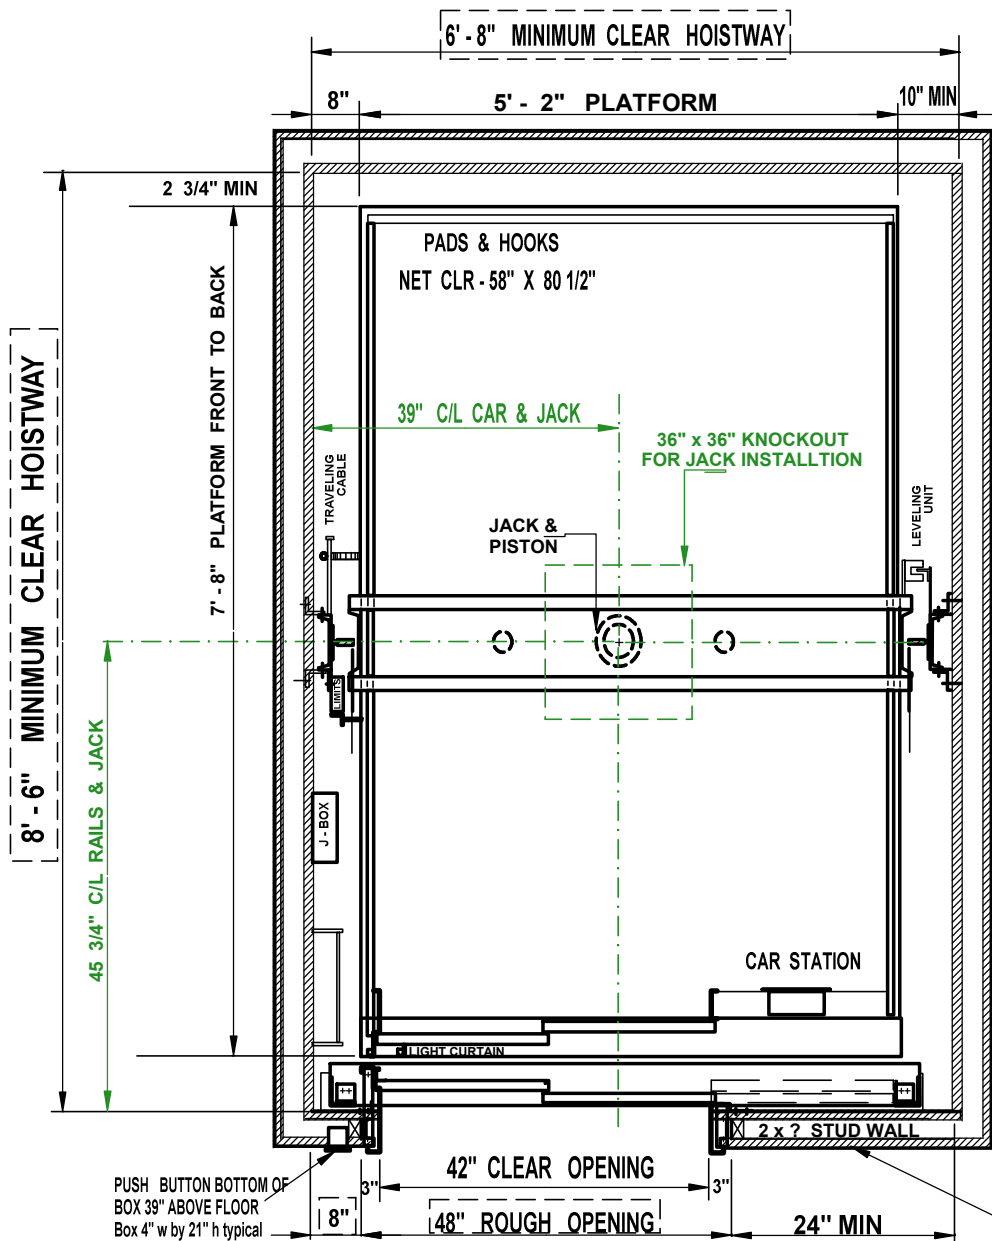 6' - 8" MINIMUM CLEAR HOISTWAY
8"
5' - 2" PLATFORM
10" MIN
2 3/4" MIN
PADS & HOOKS
NET CLR - 58" X 80 1/2"
8' - 6" MINIMUM CLEAR HOISTWAY
7' - 8" PLATFORM FRONT TO BACK
39" C/L CAR & JACK
36" x 36" KNOCKOUT
FOR JACK INSTALLTION
TRAVELING
CABLE
LEVELING
UNIT
JACK &
PISTON
LIMITS
45 3/4" C/L RAILS & JACK
J - BOX
CAR STATION
LIGHT CURTAIN
2 x ? STUD WALL
PUSH BUTTON BOTTOM OF
BOX 39" ABOVE FLOOR
Box 4" w by 21" h typical
3"
42" CLEAR OPENING
3"
8"
48" ROUGH OPENING
24" MIN